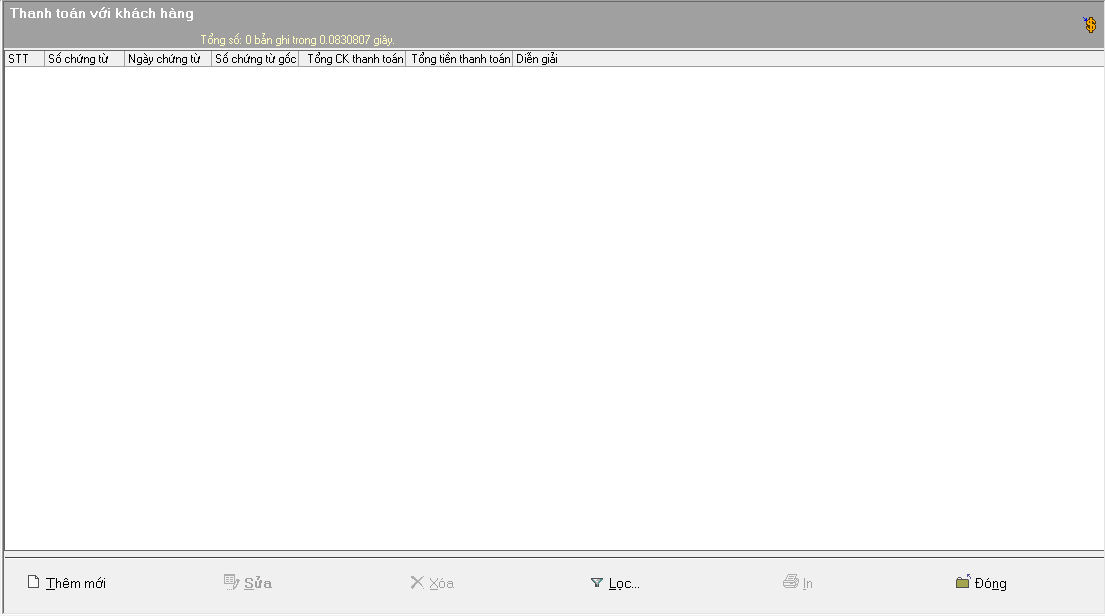 Thanh toán với khách hàng
Tổng số: 0 bản ghi trong 0.0830807 giây.
STT Số chứng từ Ngày chứng từ Số chứng từ gốc Tổng CK thanh toán Tổng tiền thanh toán Diễn giải
Thêm mới Sửa Xóa Lọc... In Đóng